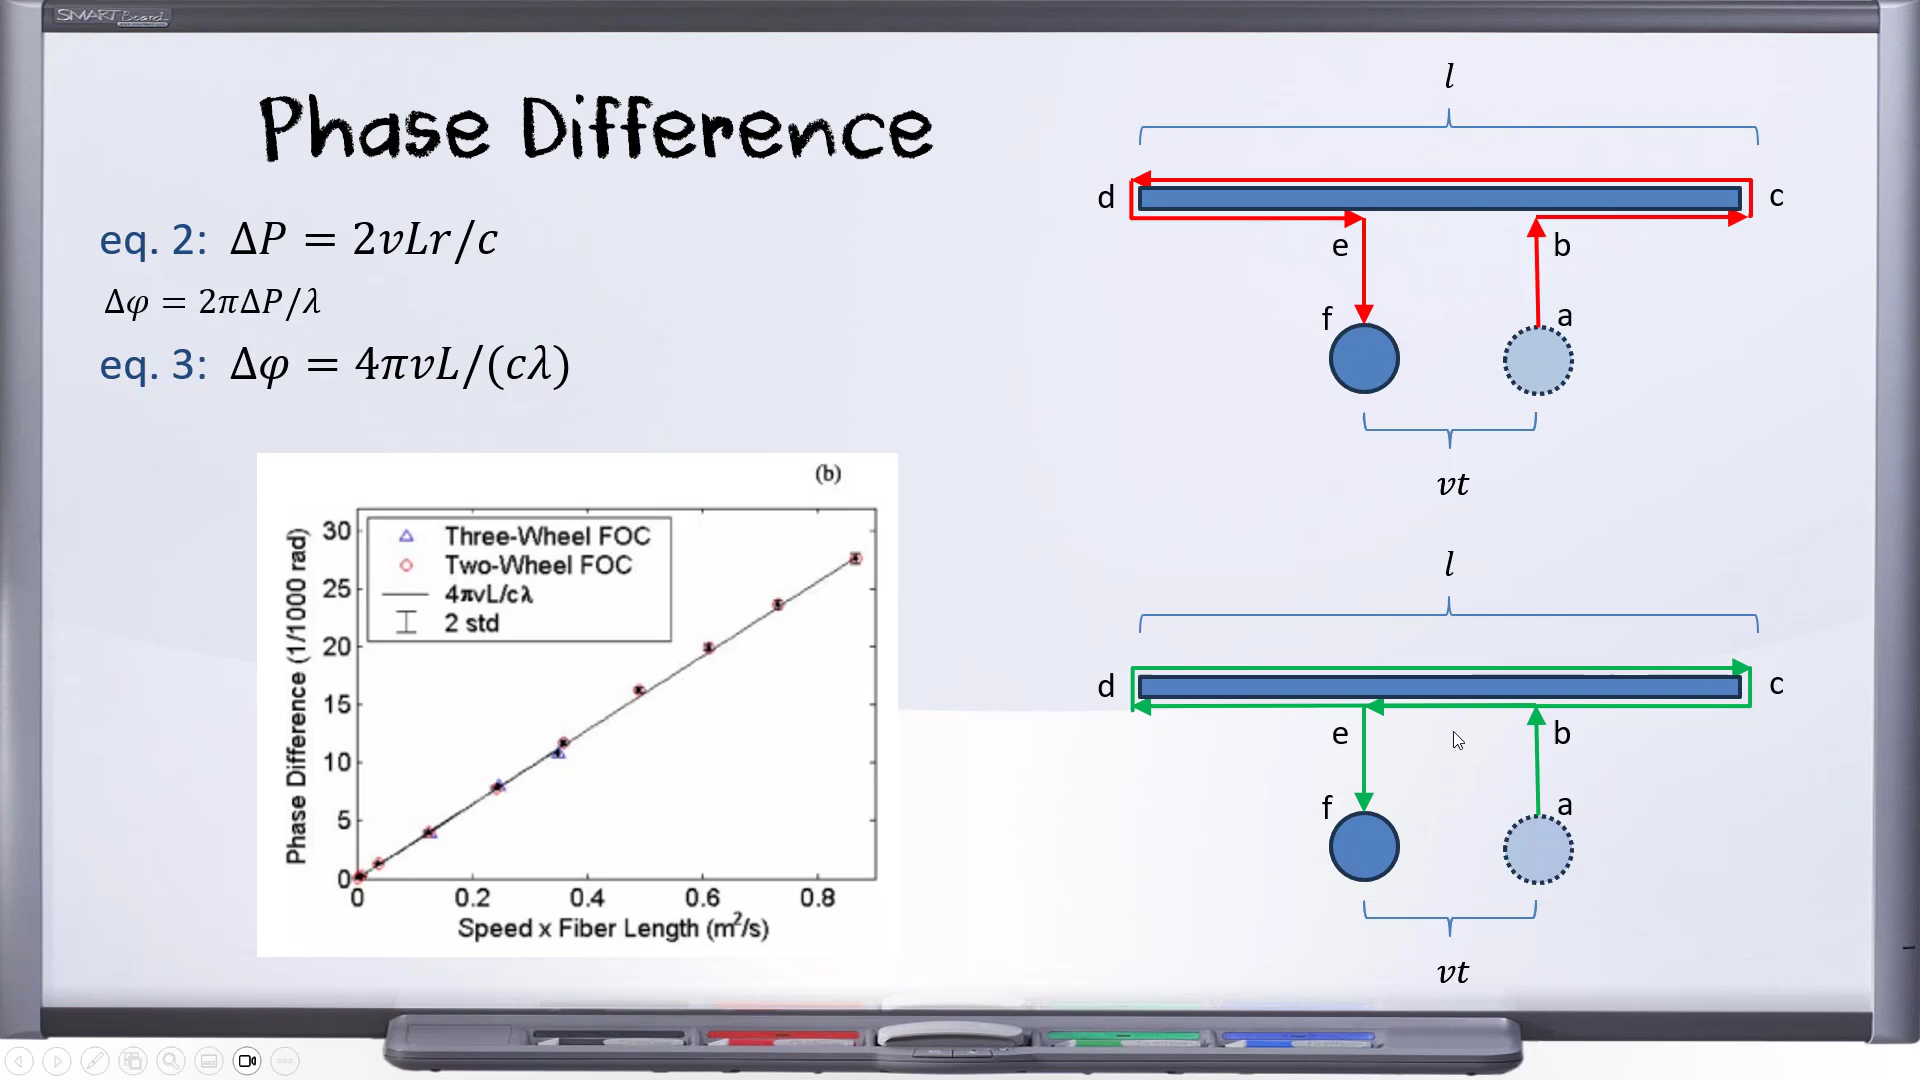 SMART Board
Phase Difference
eq. 2: ΔP = 2vLr/c
Δφ = 2πΔP/λ
eq. 3: Δφ = 4πvL/(cλ)
(b)
Three-Wheel FOC
Two-Wheel FOC
4πvL/cλ
2 std
Phase Difference (1/1000 rad)
30
25
20
15
10
5
0
0 0.2 0.4 0.6 0.8
Speed x Fiber Length (m²/s)
l
d c
e b
f a
vt
l
d c
e b
f a
vt